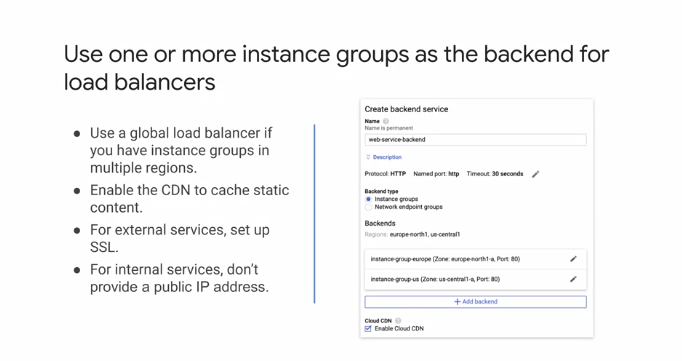 Use one or more instance groups as the backend for
load balancers
● Use a global load balancer if
you have instance groups in
multiple regions.
● Enable the CDN to cache static
content.
● For external services, set up
SSL.
● For internal services, don't
provide a public IP address.
Create backend service
Name
Name is permanent
web-service-backend
Description
Protocol: HTTP Named port: http Timeout: 30 seconds
Backend type
Instance groups
Network endpoint groups
Backends
Regions: europe-north1, us-central1
instance-group-europe (Zone: europe-north1-a, Port: 80)
instance-group-us (Zone: us-central1-a, Port: 80)
+ Add backend
Cloud CDN
Enable Cloud CDN